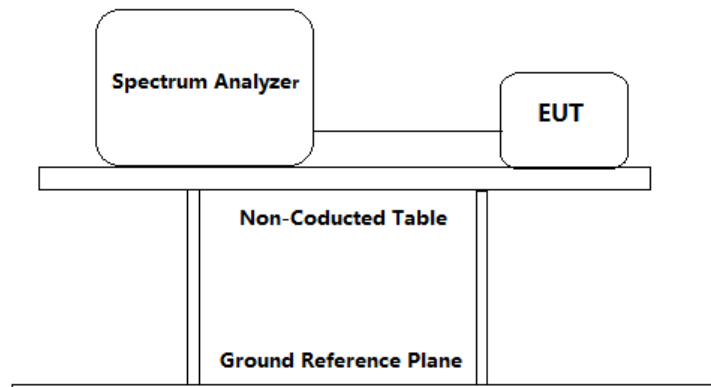 Spectrum Analyzer
EUT
Non-Coducted Table
Ground Reference Plane